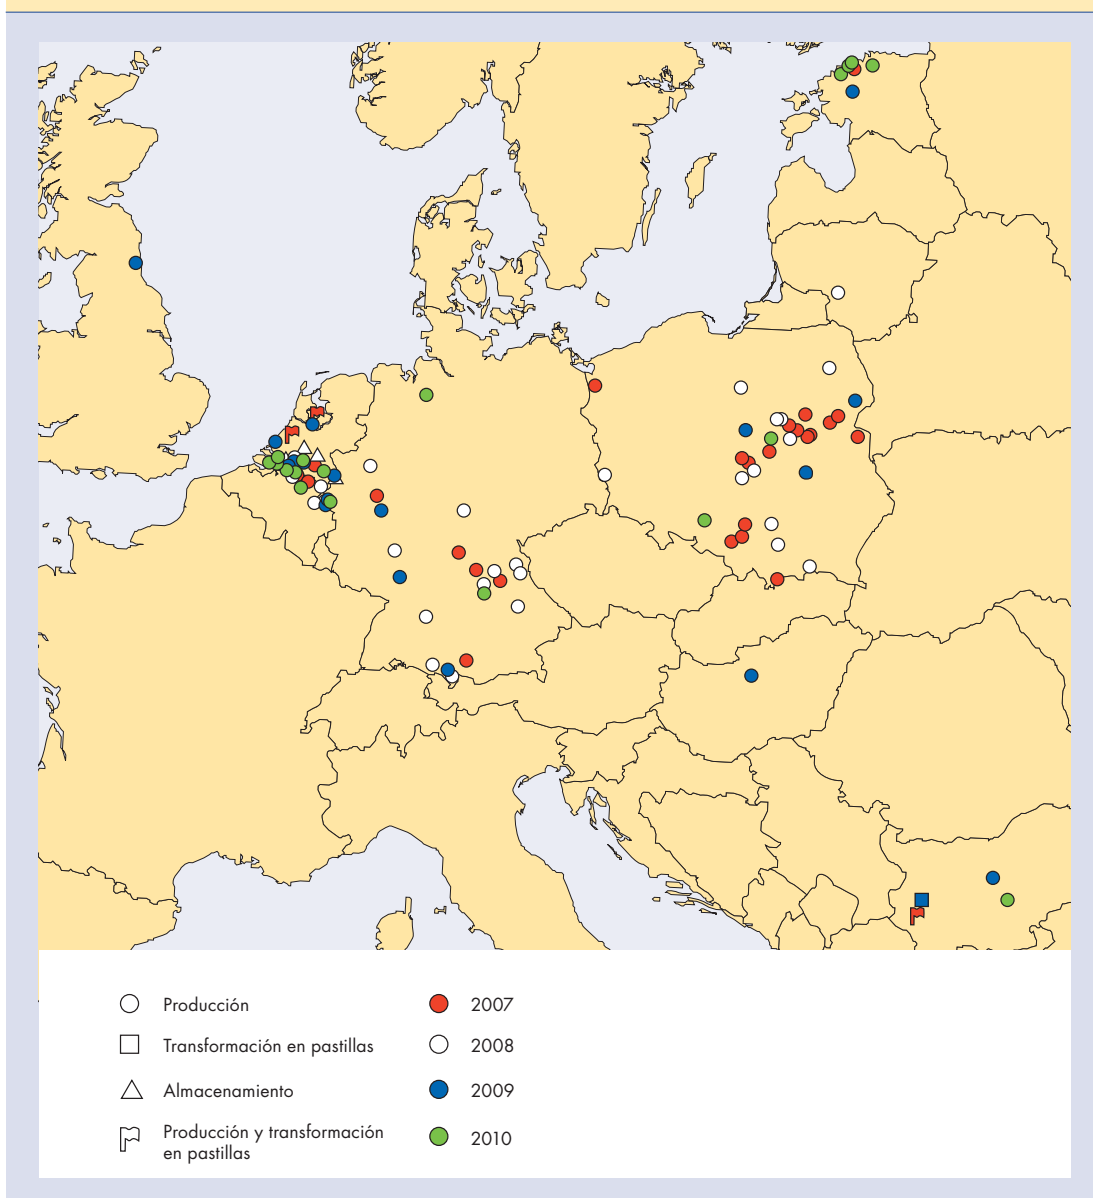 Producción
2007
Transformación en pastillas
2008
Almacenamiento
2009
Producción y transformación
en pastillas
2010